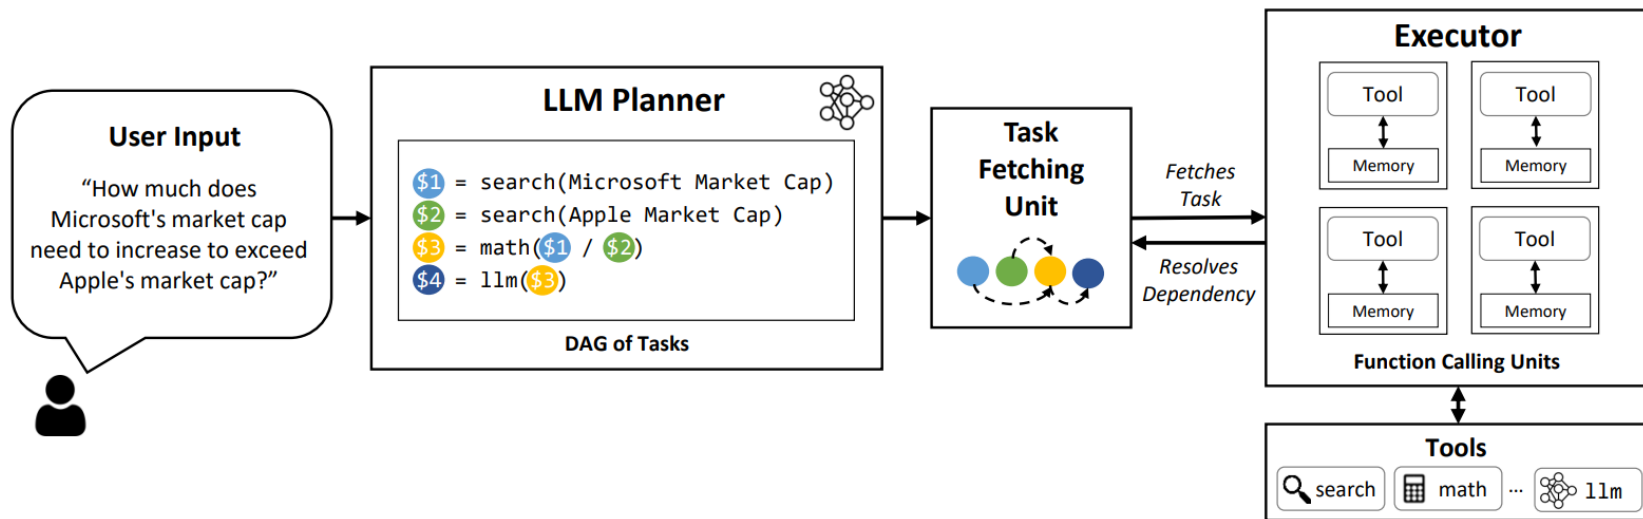 User Input
“How much does
Microsoft's market cap
need to increase to exceed
Apple's market cap?”
LLM Planner
$1 = search(Microsoft Market Cap)
$2 = search(Apple Market Cap)
$3 = math($1 / $2)
$4 = llm($3)
DAG of Tasks
Task
Fetching
Unit
Fetches
Task
Resolves
Dependency
Executor
Tool
Memory
Tool
Memory
Tool
Memory
Tool
Memory
Function Calling Units
Tools
search
math
...
llm